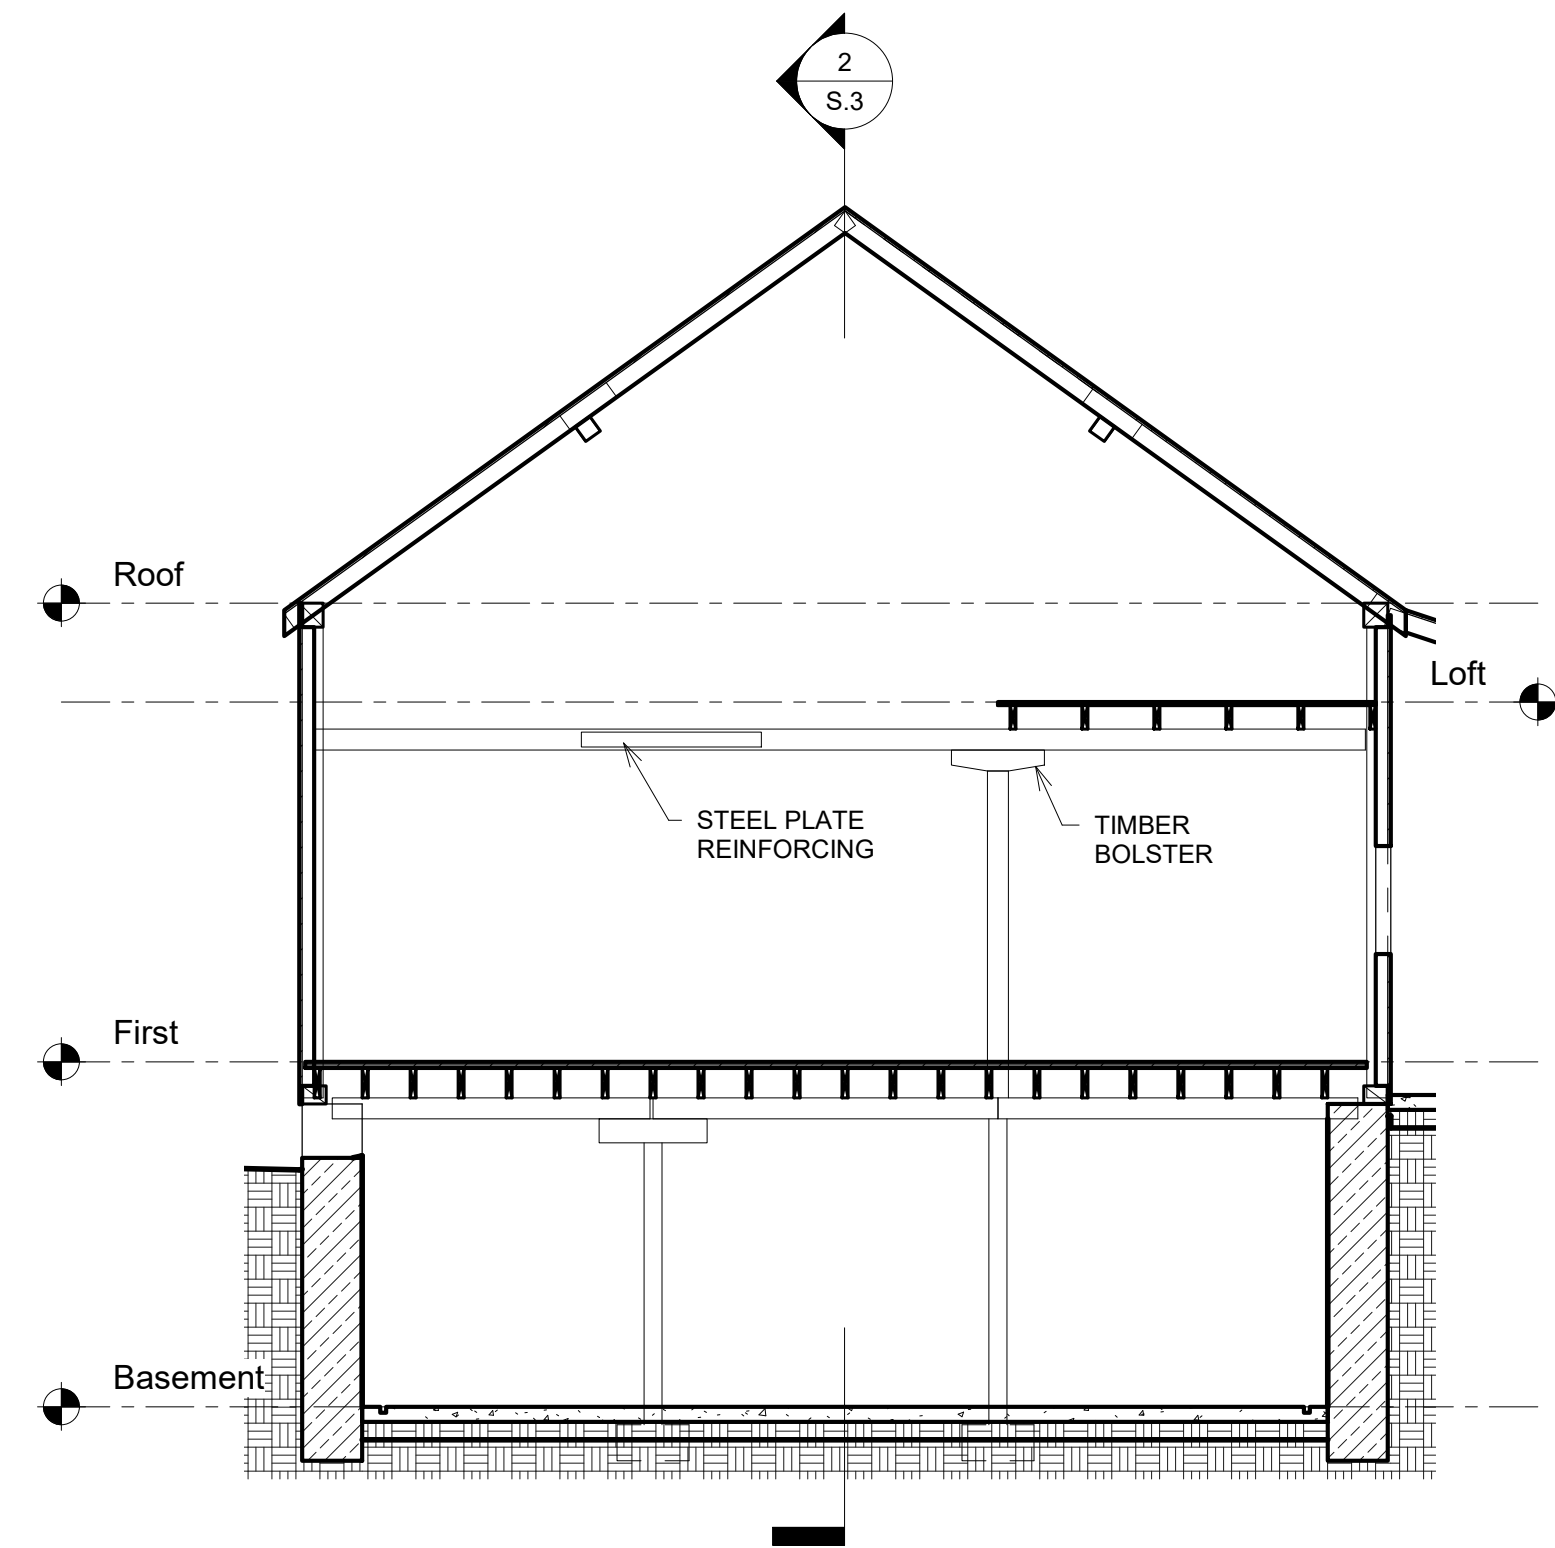 2
S.3
Roof
Loft
STEEL PLATE
REINFORCING
TIMBER
BOLSTER
First
Basement